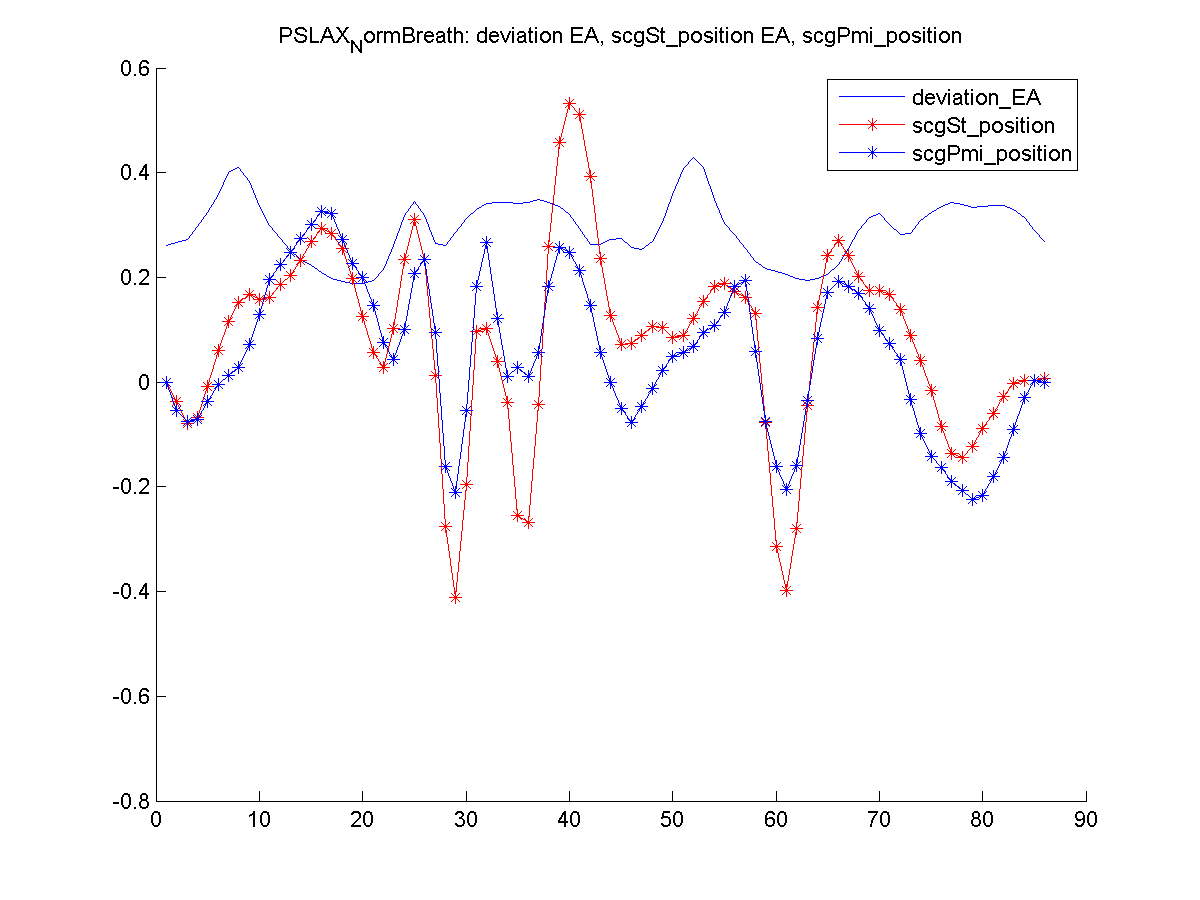 PSLAX_NormBreath: deviation EA, scgSt_position EA, scgPmi_position
deviation_EA
scgSt_position
scgPmi_position
0.6
0.4
0.2
0
-0.2
-0.4
-0.6
-0.8
0 10 20 30 40 50 60 70 80 90